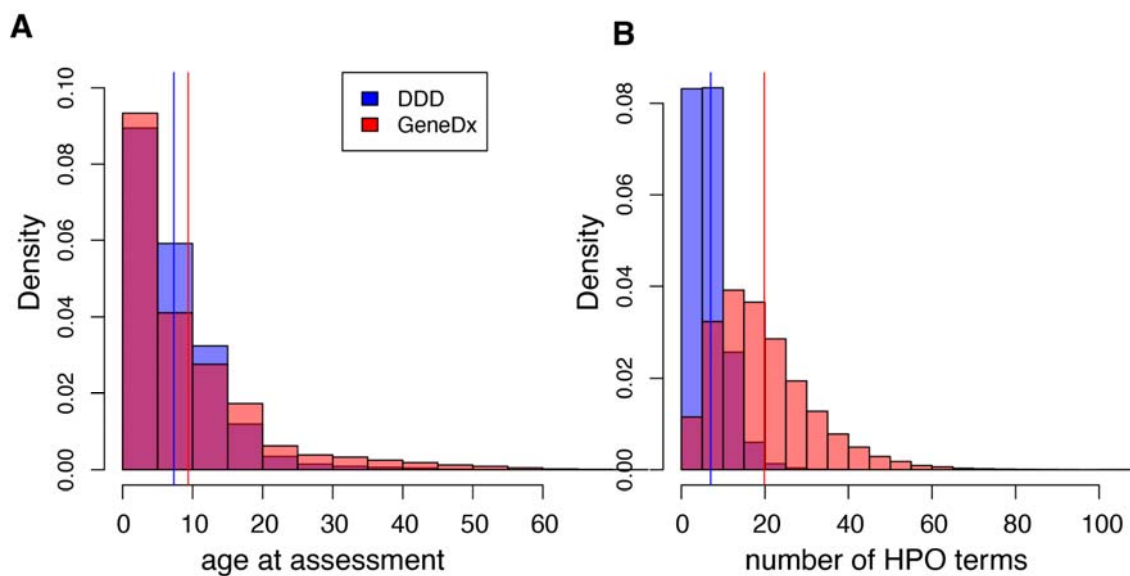 A
Density
0.00 0.02 0.04 0.06 0.08 0.10
DDD
GeneDx
0 10 20 30 40 50 60
age at assessment
B
Density
0.00 0.02 0.04 0.06 0.08
0 20 40 60 80 100
number of HPO terms